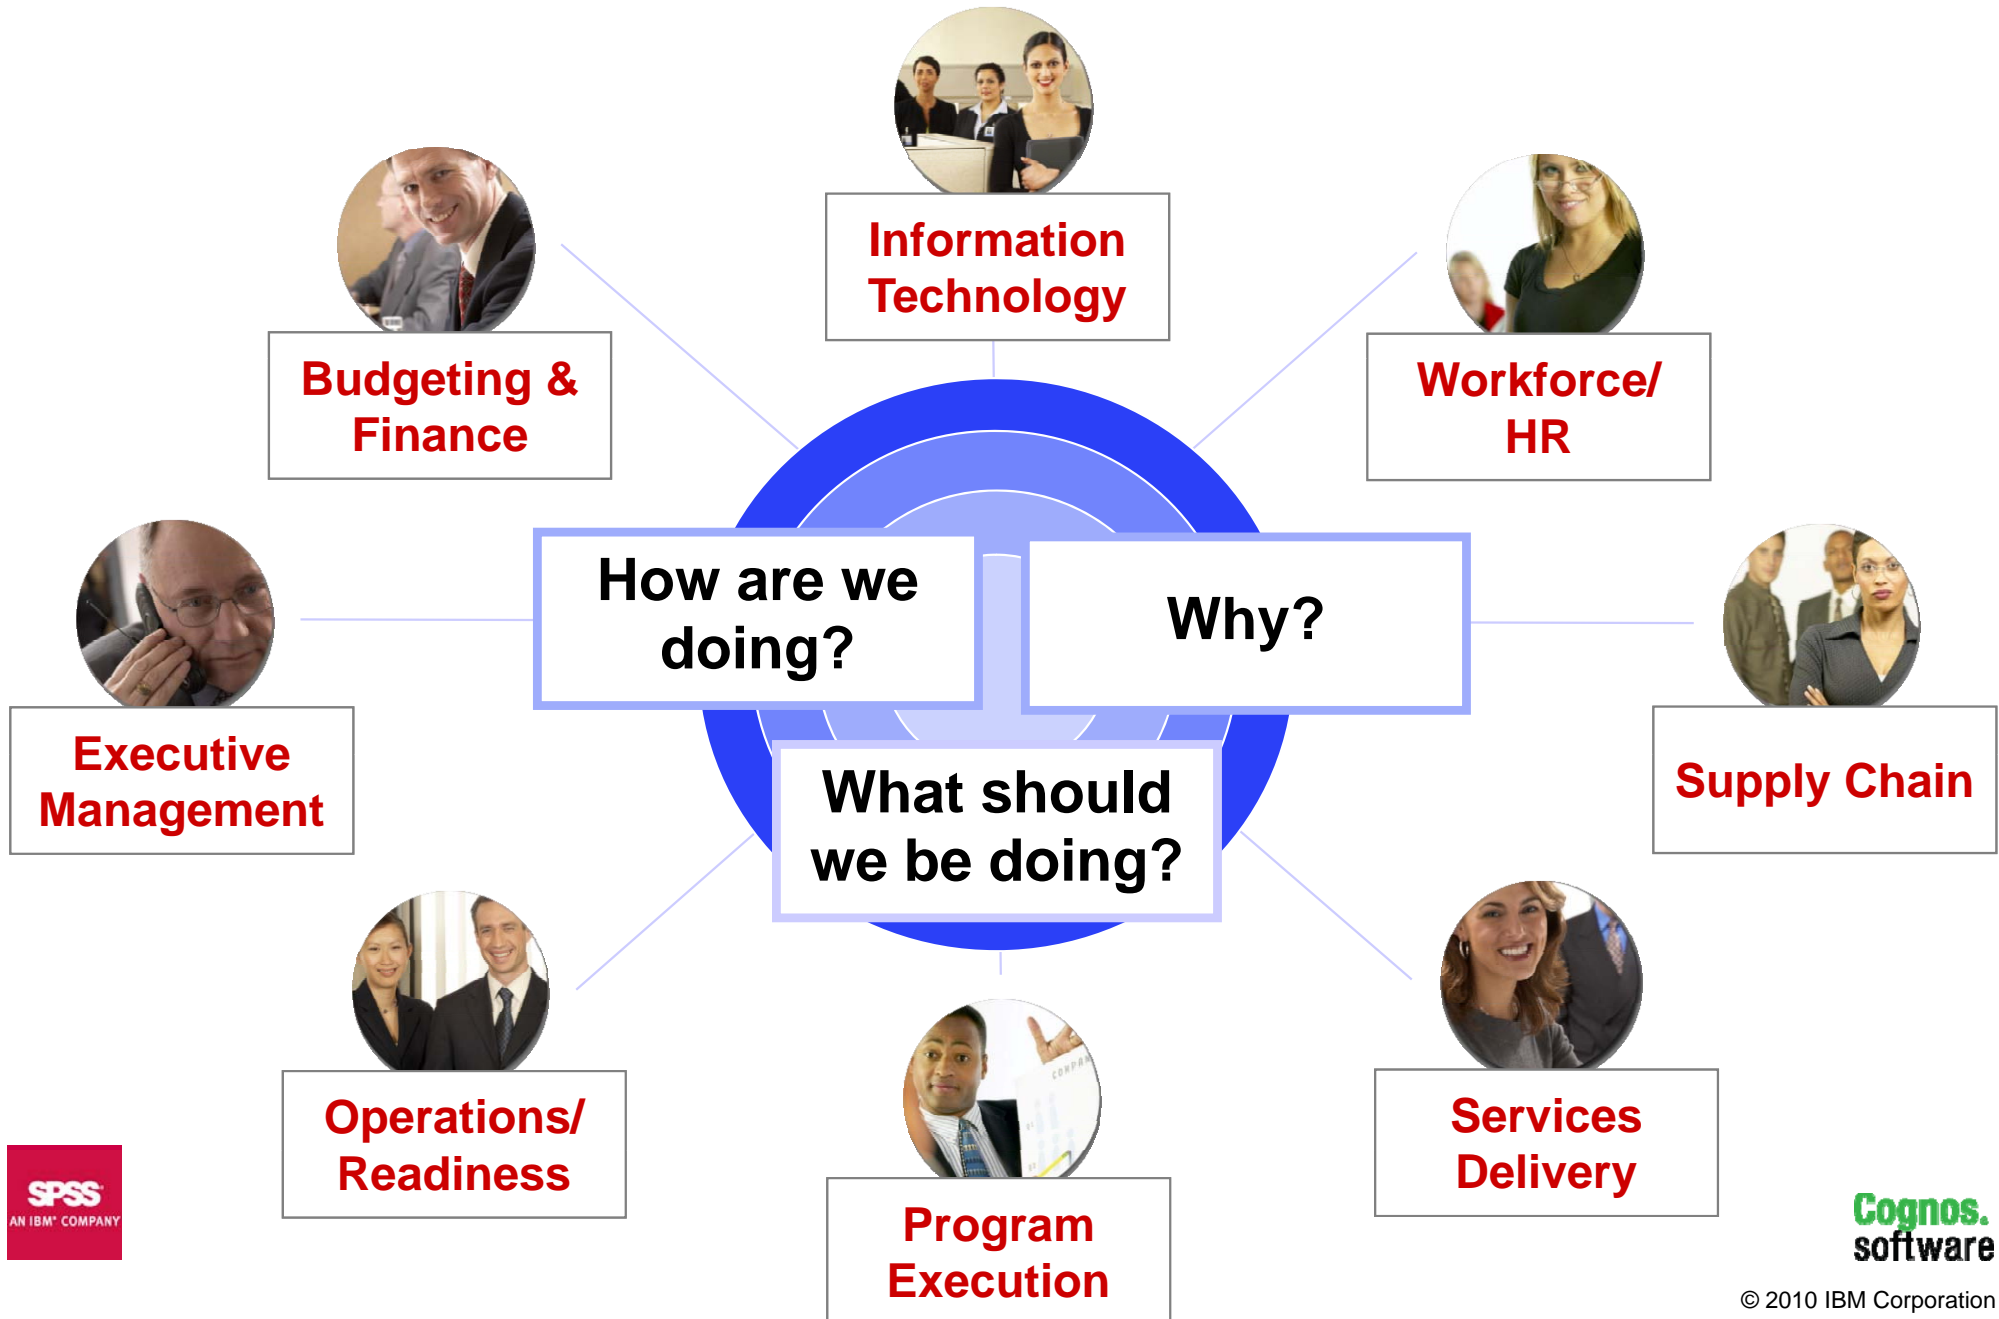 Information
Technology
Budgeting &
Finance
Workforce/
HR
How are we
doing?
Why?
Executive
Management
Supply Chain
What should
we be doing?
Operations/
Readiness
Services
Delivery
Program
Execution
COMPAN
SPSS
AN IBM® COMPANY
Cognos.
software
© 2010 IBM Corporation